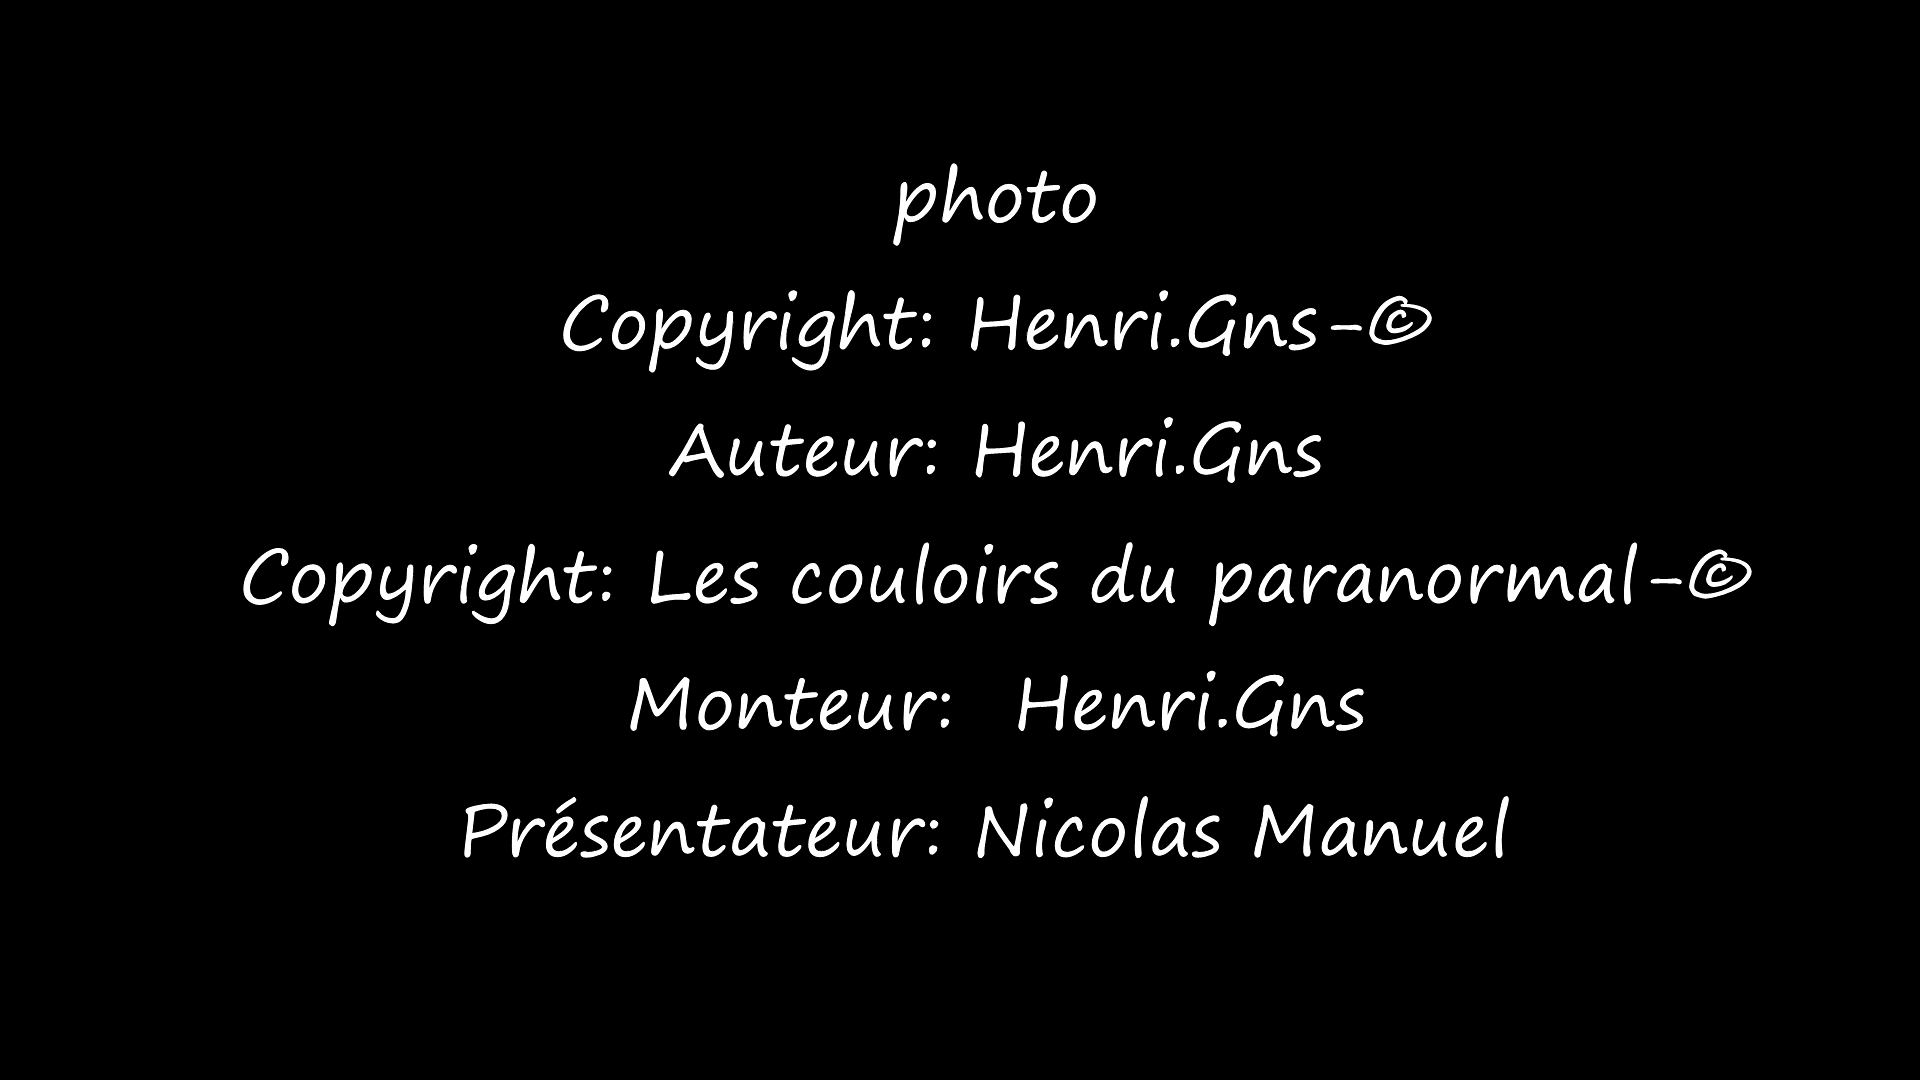 photo
Copyright: Henri.Gns-©
Auteur: Henri.Gns
Copyright: Les couloirs du paranormal-©
Monteur:  Henri.Gns
Présentateur: Nicolas Manuel